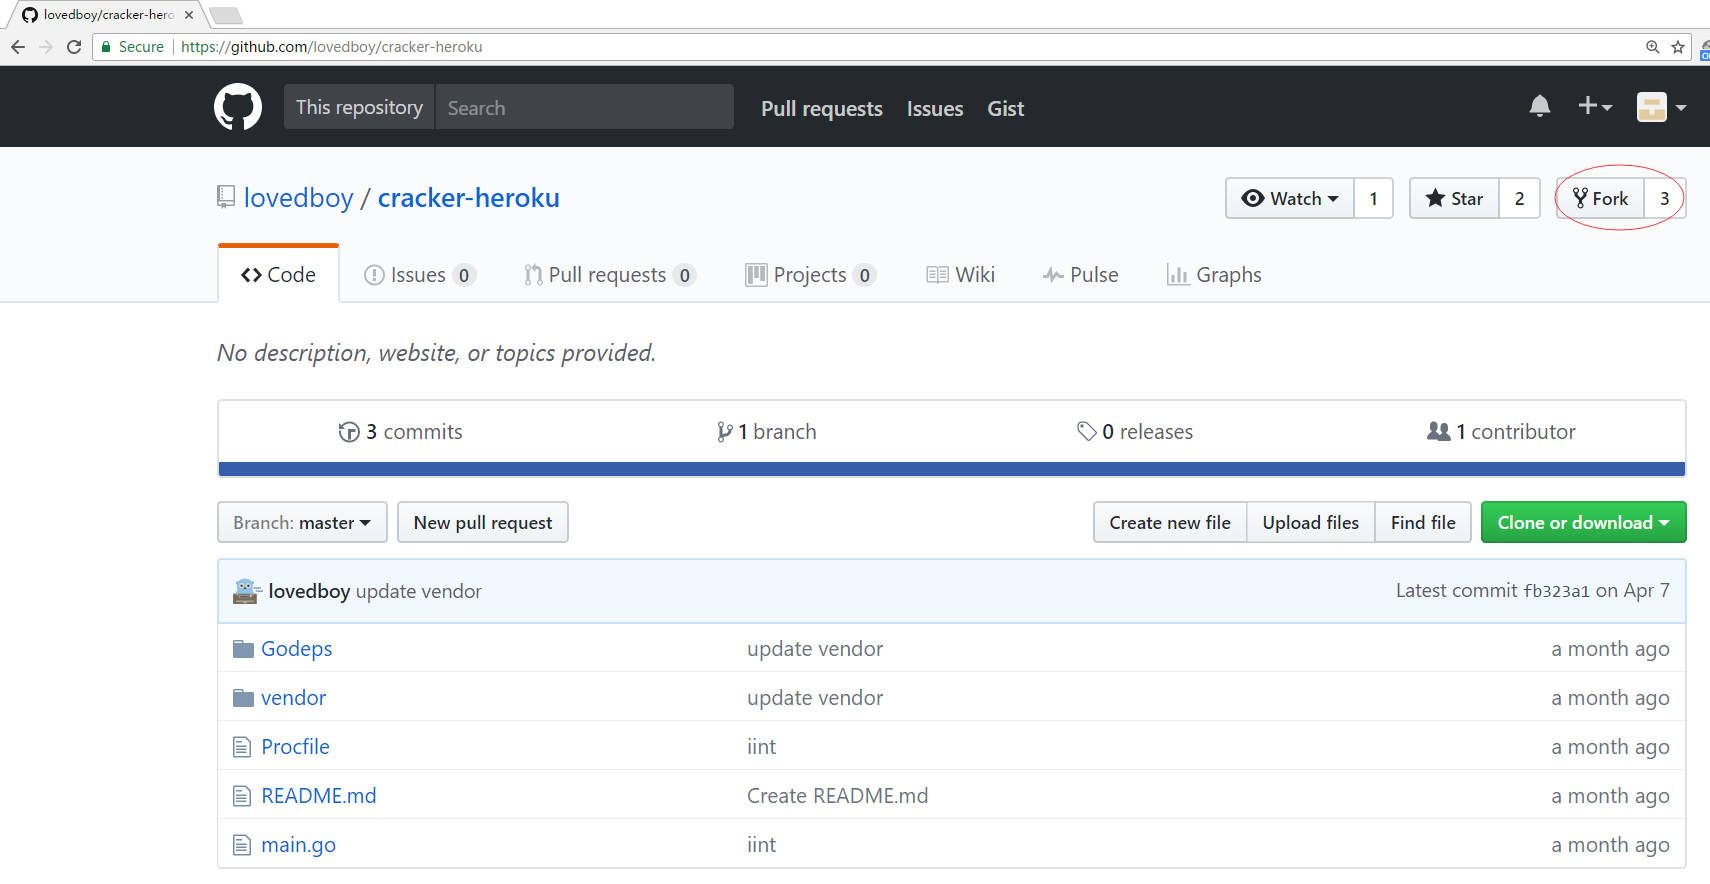 lovedboy/cracker-hero
Secure https://github.com/lovedboy/cracker-heroku
This repository Search Pull requests Issues Gist
lovedboy / cracker-heroku Watch 1 Star 2 Fork 3
Code Issues 0 Pull requests 0 Projects 0 Wiki Pulse Graphs
No description, website, or topics provided.
3 commits 1 branch 0 releases 1 contributor
Branch: master New pull request Create new file Upload files Find file Clone or download
lovedboy update vendor Latest commit fb323a1 on Apr 7
Godeps update vendor a month ago
vendor update vendor a month ago
Procfile iint a month ago
README.md Create README.md a month ago
main.go iint a month ago